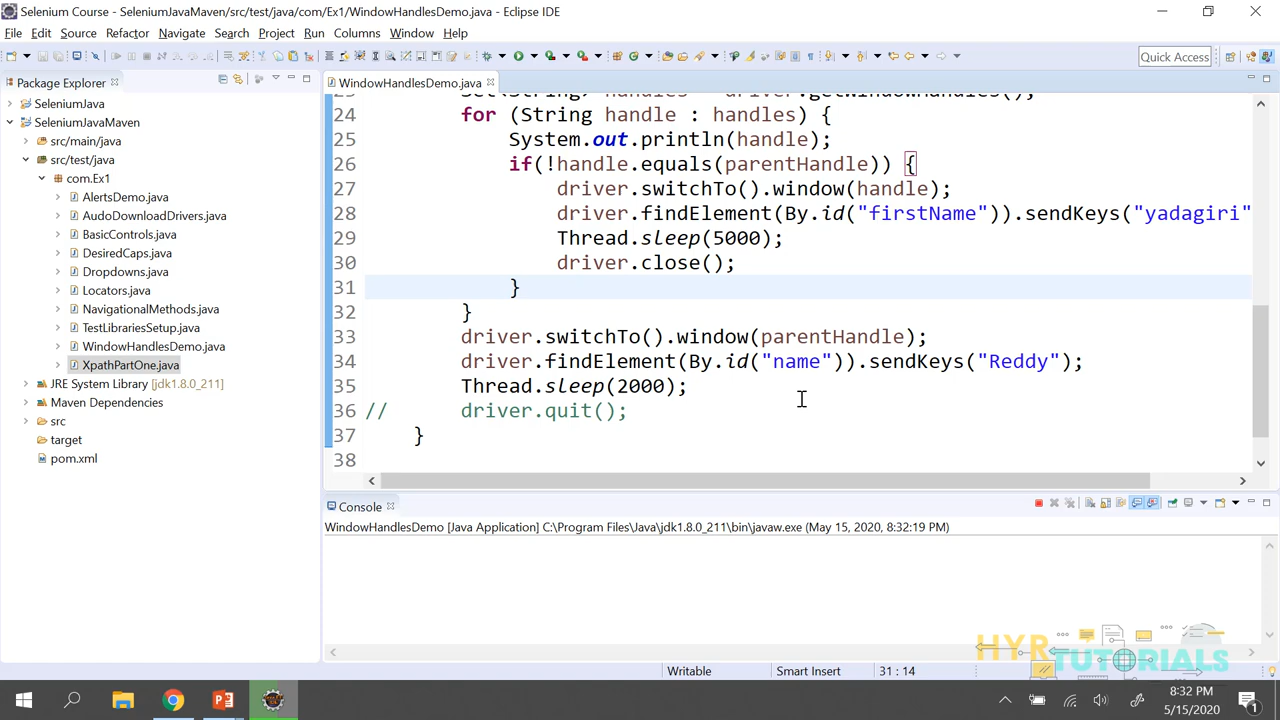 Selenium Course - SeleniumJavaMaven/src/test/java/com/Ex1/WindowHandlesDemo.java - Eclipse IDE
File Edit Source Refactor Navigate Search Project Run Columns Window Help
Quick Access
Package Explorer
WindowHandlesDemo.java
SeleniumJava
SeleniumJavaMaven
src/main/java
src/test/java
com.Ex1
AlertsDemo.java
AudoDownloadDrivers.java
BasicControls.java
DesiredCaps.java
Dropdowns.java
Locators.java
NavigationalMethods.java
TestLibrariesSetup.java
WindowHandlesDemo.java
XpathPartOne.java
JRE System Library [jdk1.8.0_211]
Maven Dependencies
src
target
pom.xml
23 Set<String> handles = driver.getWindowHandles();
24 for (String handle : handles) {
25 System.out.println(handle);
26 if(!handle.equals(parentHandle)) {
27 driver.switchTo().window(handle);
28 driver.findElement(By.id("firstName")).sendKeys("yadagiri"
29 Thread.sleep(5000);
30 driver.close();
31 }
32 }
33 driver.switchTo().window(parentHandle);
34 driver.findElement(By.id("name")).sendKeys("Reddy");
35 Thread.sleep(2000);
36 // driver.quit();
37 }
38
Console
WindowHandlesDemo [Java Application] C:\Program Files\Java\jdk1.8.0_211\bin\javaw.exe (May 15, 2020, 8:32:19 PM)
HYR TUTORIALS
Writable Smart Insert 31 : 14
8:32 PM
5/15/2020
1